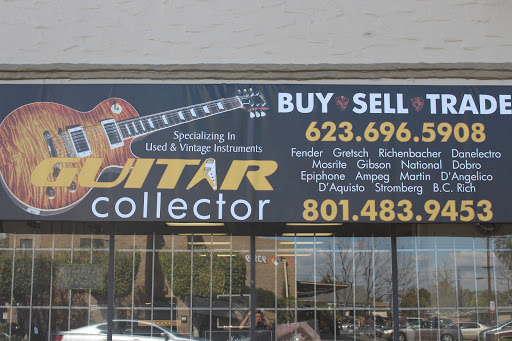 BUY SELL TRADE
623.696.5908
Specializing In
Used & Vintage Instruments
GUITAR
collector
Fender Gretsch Richenbacher Danelectro
Mosrite Gibson National Dobro
Epiphone Ampeg Martin D'Angelico
D'Aquisto Stromberg B.C. Rich
801.483.9453